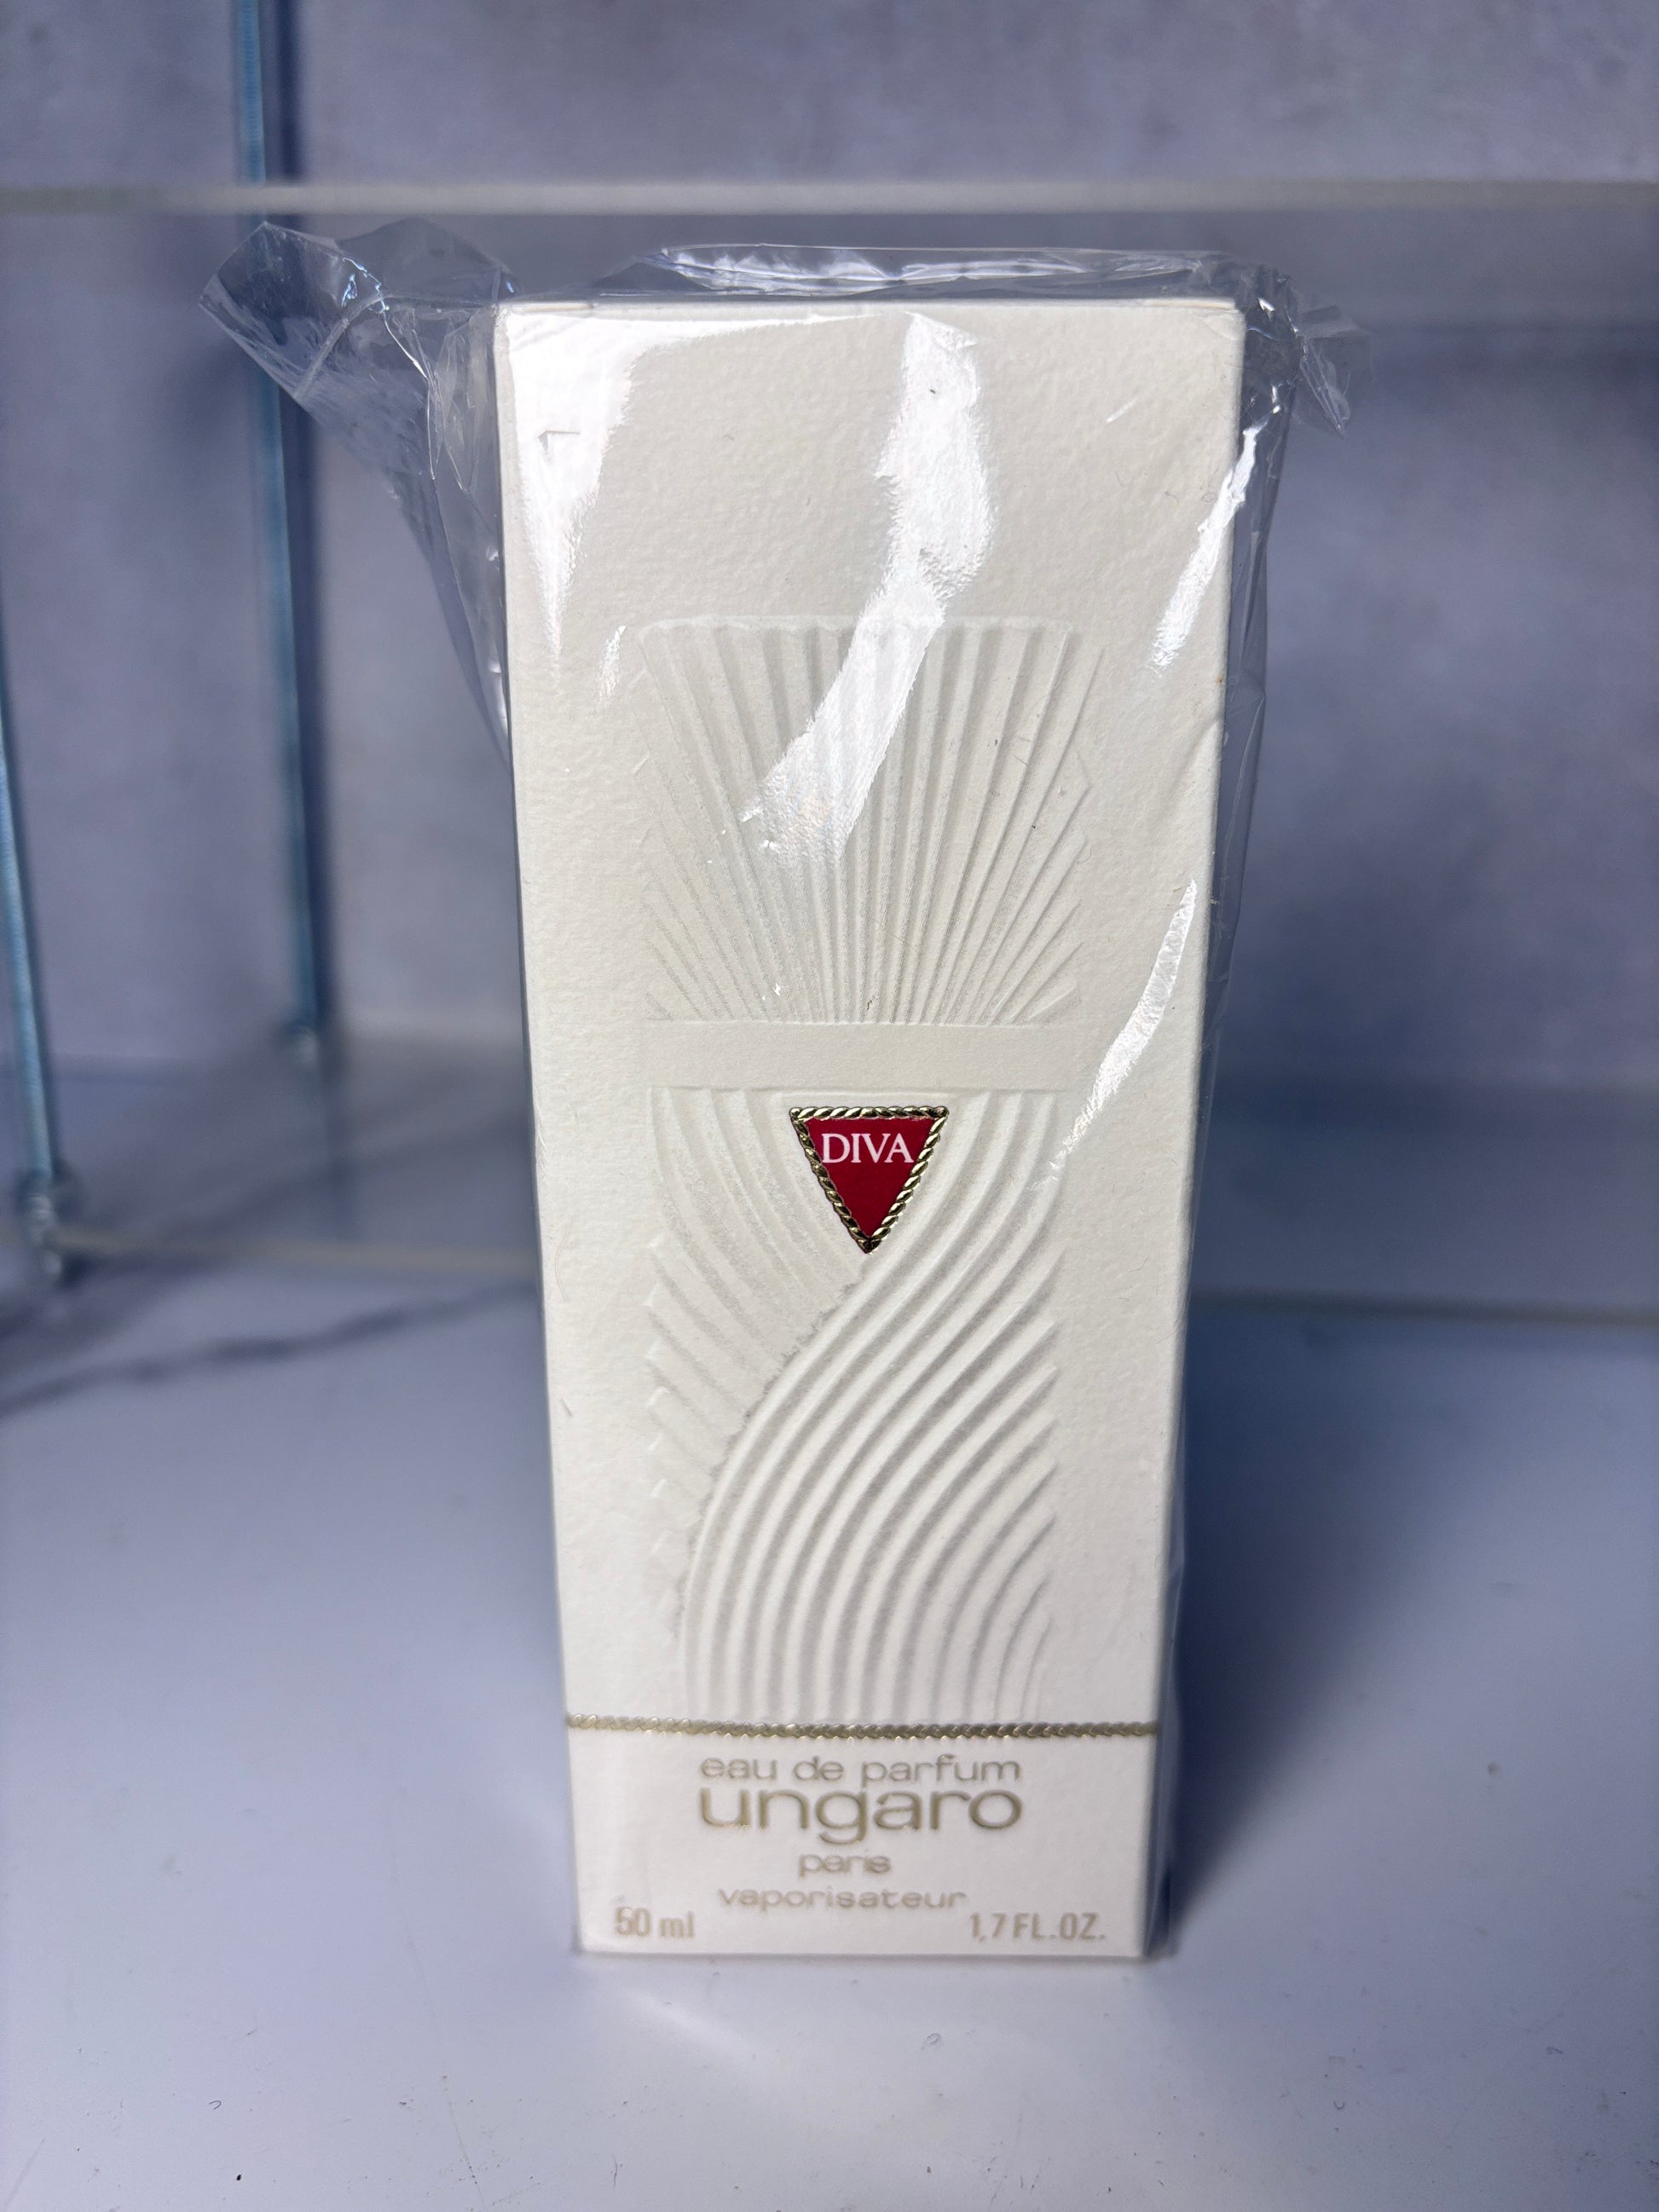 DIVA
eau de parfum
ungaro
paris
vaporisateur
50 ml 1,7 FL.OZ.